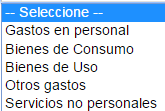 -- Seleccione --
Gastos en personal
Bienes de Consumo
Bienes de Uso
Otros gastos
Servicios no personales